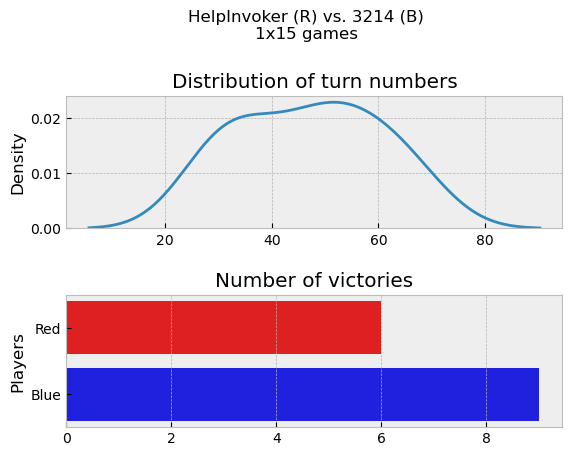 HelpInvoker (R) vs. 3214 (B)
1x15 games
Distribution of turn numbers
Density
0.02
0.01
0.00
20 40 60 80
Number of victories
Players
Red
Blue
0 2 4 6 8